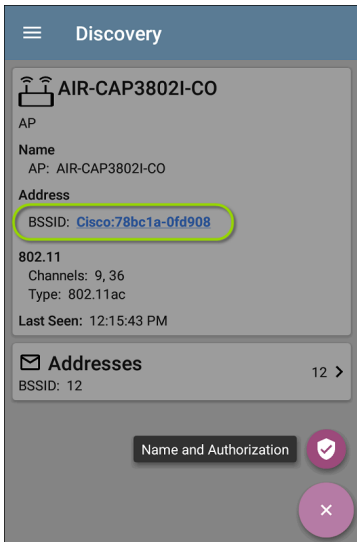 Discovery
AIR-CAP3802I-CO
AP
Name
AP: AIR-CAP3802I-CO
Address
BSSID: Cisco:78bc1a-0fd908
802.11
Channels: 9, 36
Type: 802.11ac
Last Seen: 12:15:43 PM
Addresses
12
BSSID: 12
Name and Authorization